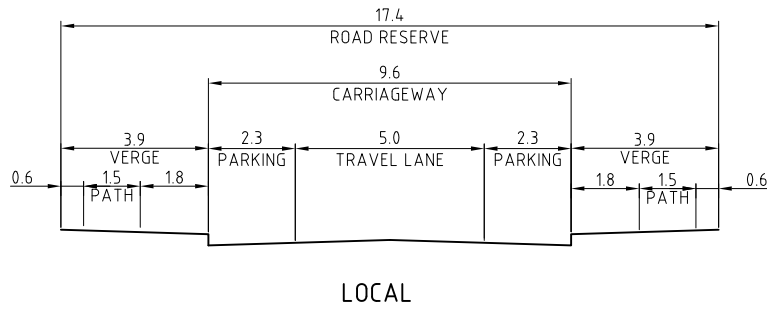 17.4
ROAD RESERVE
9.6
CARRIAGEWAY
3.9 2.3 5.0 2.3 3.9
VERGE PARKING TRAVEL LANE PARKING VERGE
0.6 1.5 1.8 1.8 1.5 0.6
PATH PATH
LOCAL